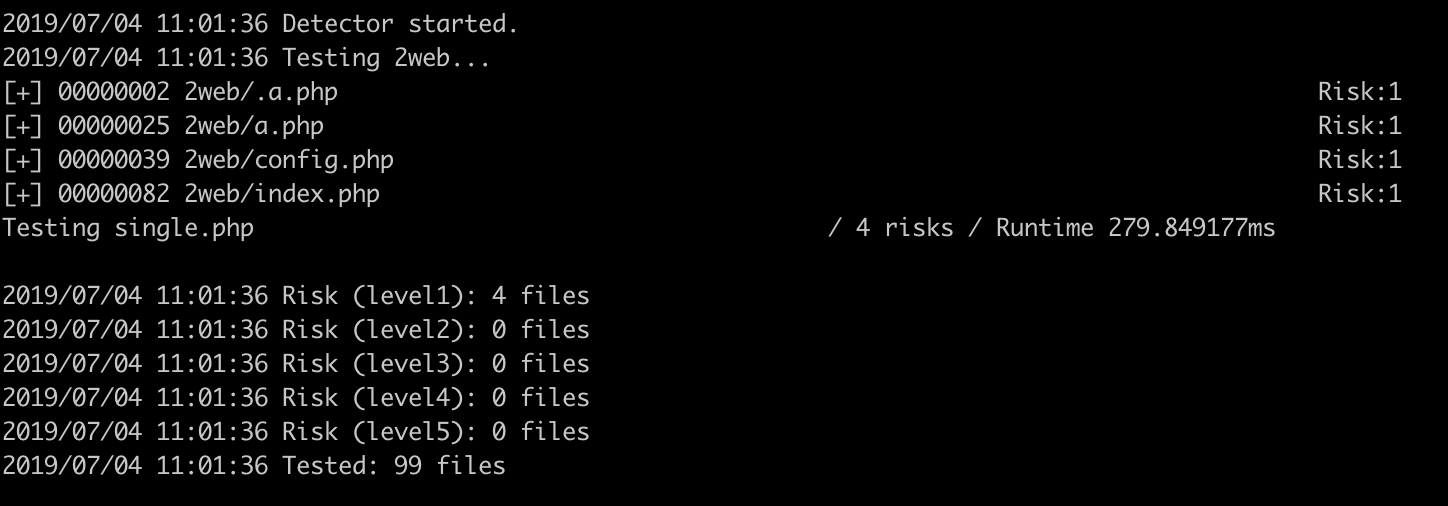 2019/07/04 11:01:36 Detector started.
2019/07/04 11:01:36 Testing 2web...
[+] 00000002 2web/.a.php Risk:1
[+] 00000025 2web/a.php Risk:1
[+] 00000039 2web/config.php Risk:1
[+] 00000082 2web/index.php Risk:1
Testing single.php / 4 risks / Runtime 279.849177ms
2019/07/04 11:01:36 Risk (level1): 4 files
2019/07/04 11:01:36 Risk (level2): 0 files
2019/07/04 11:01:36 Risk (level3): 0 files
2019/07/04 11:01:36 Risk (level4): 0 files
2019/07/04 11:01:36 Risk (level5): 0 files
2019/07/04 11:01:36 Tested: 99 files